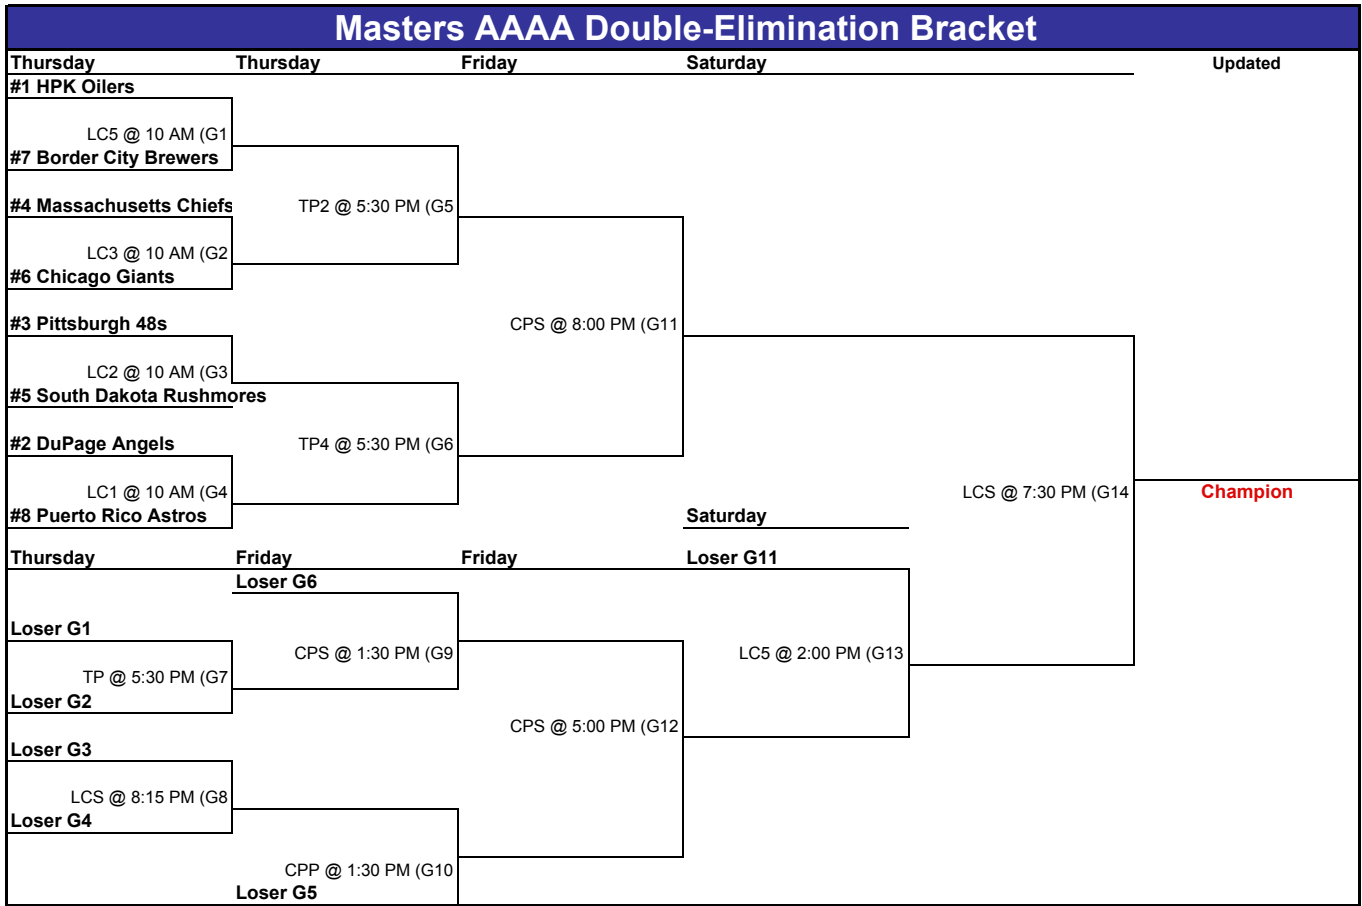 Masters AAAA Double-Elimination Bracket
Thursday Thursday Friday Saturday Updated
#1 HPK Oilers
LC5 @ 10 AM (G1
#7 Border City Brewers
#4 Massachusetts Chiefs TP2 @ 5:30 PM (G5
LC3 @ 10 AM (G2
#6 Chicago Giants
#3 Pittsburgh 48s CPS @ 8:00 PM (G11
LC2 @ 10 AM (G3
#5 South Dakota Rushmores
#2 DuPage Angels TP4 @ 5:30 PM (G6
LC1 @ 10 AM (G4 LCS @ 7:30 PM (G14 Champion
#8 Puerto Rico Astros Saturday
Thursday Friday Friday Loser G11
Loser G6
Loser G1
CPS @ 1:30 PM (G9 LC5 @ 2:00 PM (G13
TP @ 5:30 PM (G7
Loser G2
CPS @ 5:00 PM (G12
Loser G3
LCS @ 8:15 PM (G8
Loser G4
CPP @ 1:30 PM (G10
Loser G5